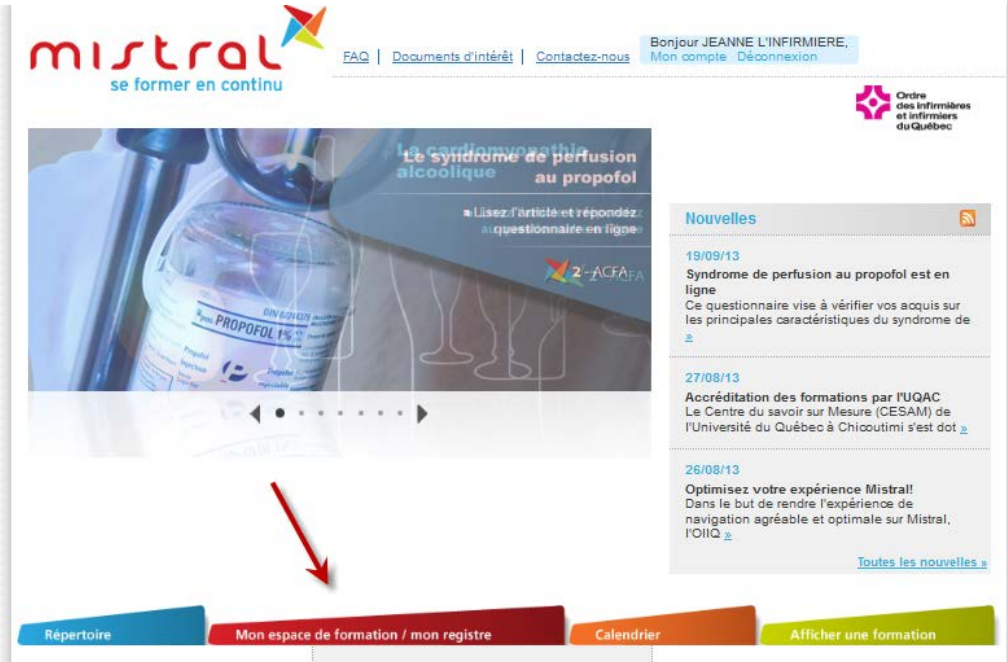 mistral
se former en continu
FAQ | Documents d'intérêt | Contactez-nous
Bonjour JEANNE L'INFIRMIERE,
Mon compte Déconnexion
Ordre
des infirmières
et infirmiers
du Québec
La cardiomyopathie
alcoolique
Le syndrome de perfusion
au propofol
Lisez l'article et répondez
questionnaire en ligne
2 - ACFA
PROPOFOL 1%
Nouvelles
19/09/13
Syndrome de perfusion au propofol est en
ligne
Ce questionnaire vise à vérifier vos acquis sur
les principales caractéristiques du syndrome de
»
27/08/13
Accréditation des formations par l'UQAC
Le Centre du savoir sur Mesure (CESAM) de
l'Université du Québec à Chicoutimi s'est dot »
26/08/13
Optimisez votre expérience Mistral!
Dans le but de rendre l'expérience de
navigation agréable et optimale sur Mistral,
l'OIIQ »
Toutes les nouvelles »
Répertoire
Mon espace de formation / mon registre
Calendrier
Afficher une formation